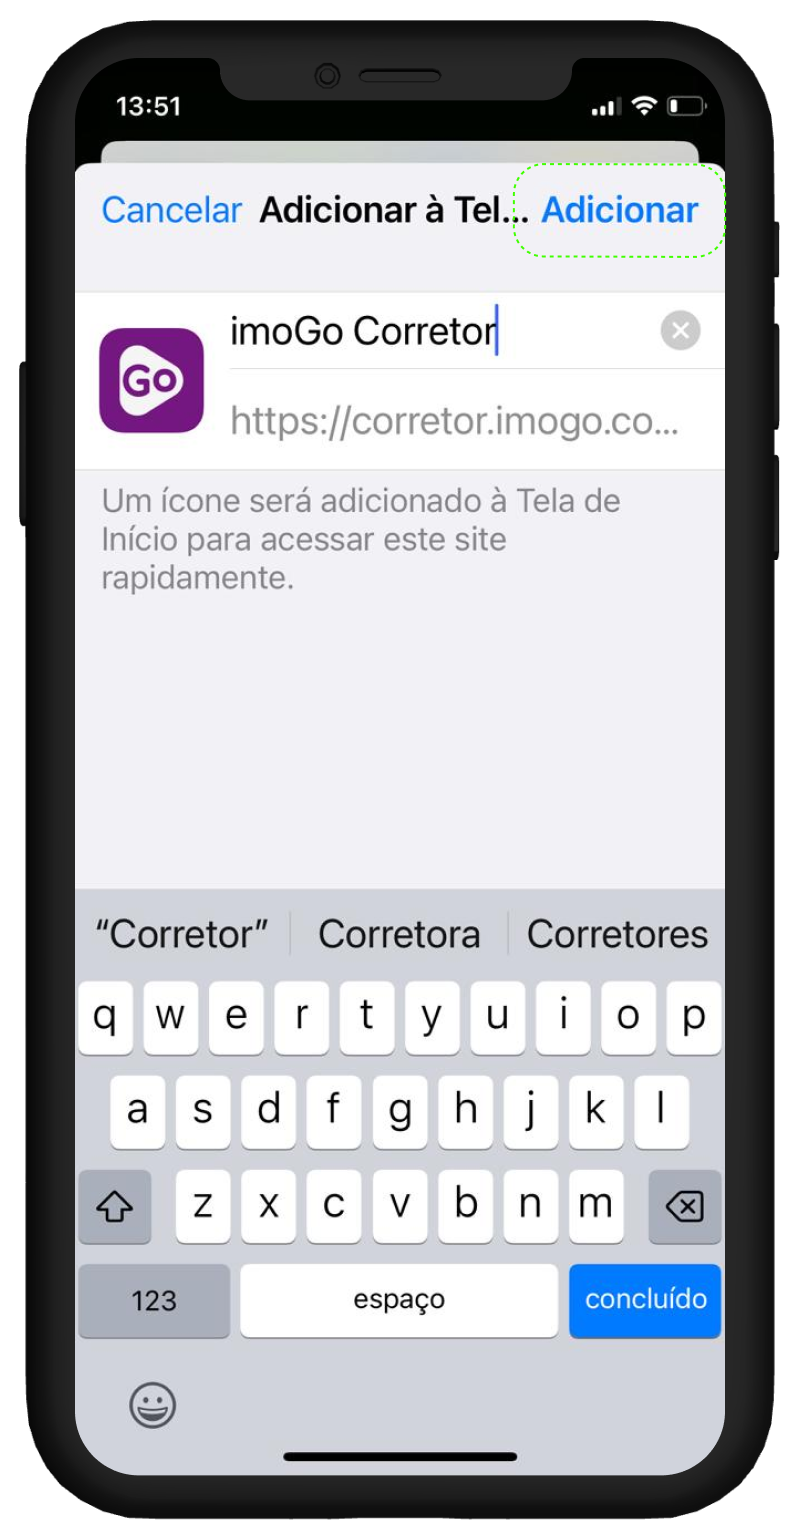 13:51
Cancelar Adicionar à Tel... Adicionar
imoGo Corretor
GO
https://corretor.imogo.co...
Um ícone será adicionado à Tela de
Início para acessar este site
rapidamente.
“Corretor” Corretora Corretores
q w e r t y u i o p
a s d f g h j k l
z x c v b n m
123 espaço concluído